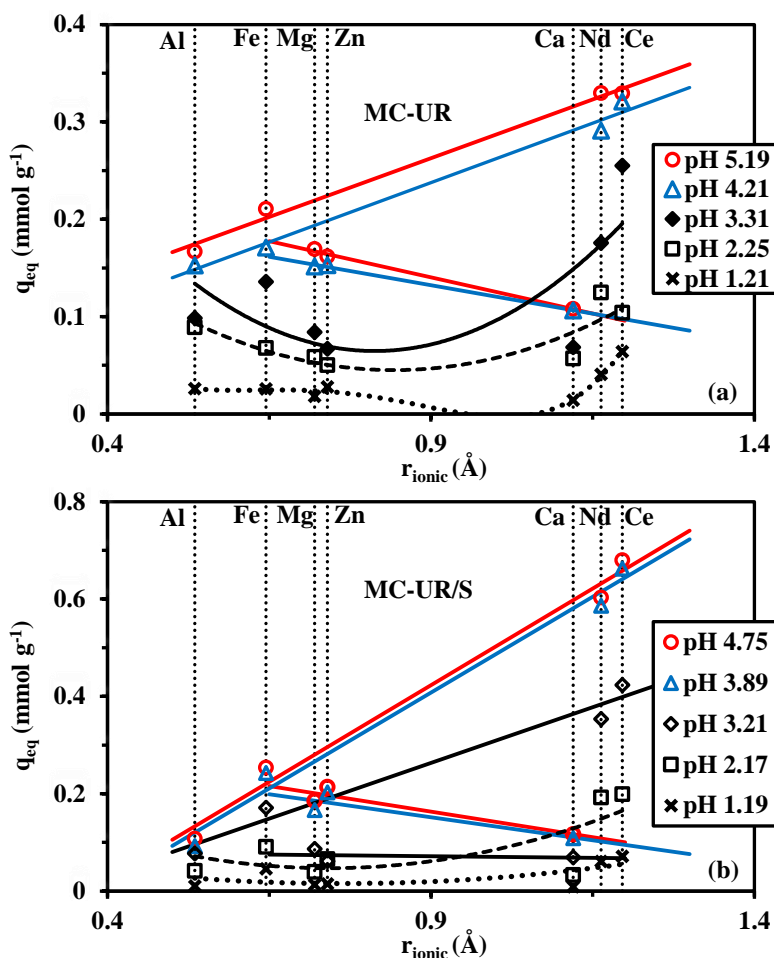 0.4
0.3
0.2
0.1
0
q_eq (mmol g⁻¹)
Al Fe Mg Zn Ca Nd Ce
MC-UR
pH 5.19
pH 4.21
pH 3.31
pH 2.25
pH 1.21
(a)
0.4 0.9 1.4
r_ionic (Å)
0.8
0.6
0.4
0.2
0
q_eq (mmol g⁻¹)
Al Fe Mg Zn Ca Nd Ce
MC-UR/S
pH 4.75
pH 3.89
pH 3.21
pH 2.17
pH 1.19
(b)
0.4 0.9 1.4
r_ionic (Å)